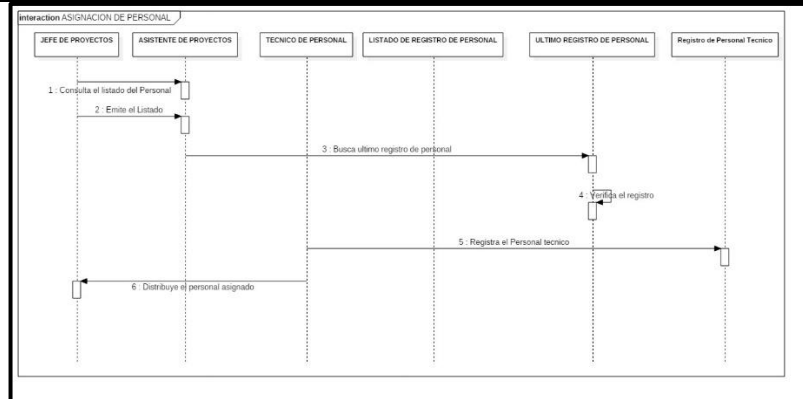 interaction ASIGNACION DE PERSONAL
JEFE DE PROYECTOS
ASISTENTE DE PROYECTOS
TECNICO DE PERSONAL
LISTADO DE REGISTRO DE PERSONAL
ULTIMO REGISTRO DE PERSONAL
Registro de Personal Tecnico
1 : Consulta el listado del Personal
2 : Emite el Listado
3 : Busca ultimo registro de personal
4 : Verifica el registro
5 : Registra el Personal tecnico
6 : Distribuye el personal asignado